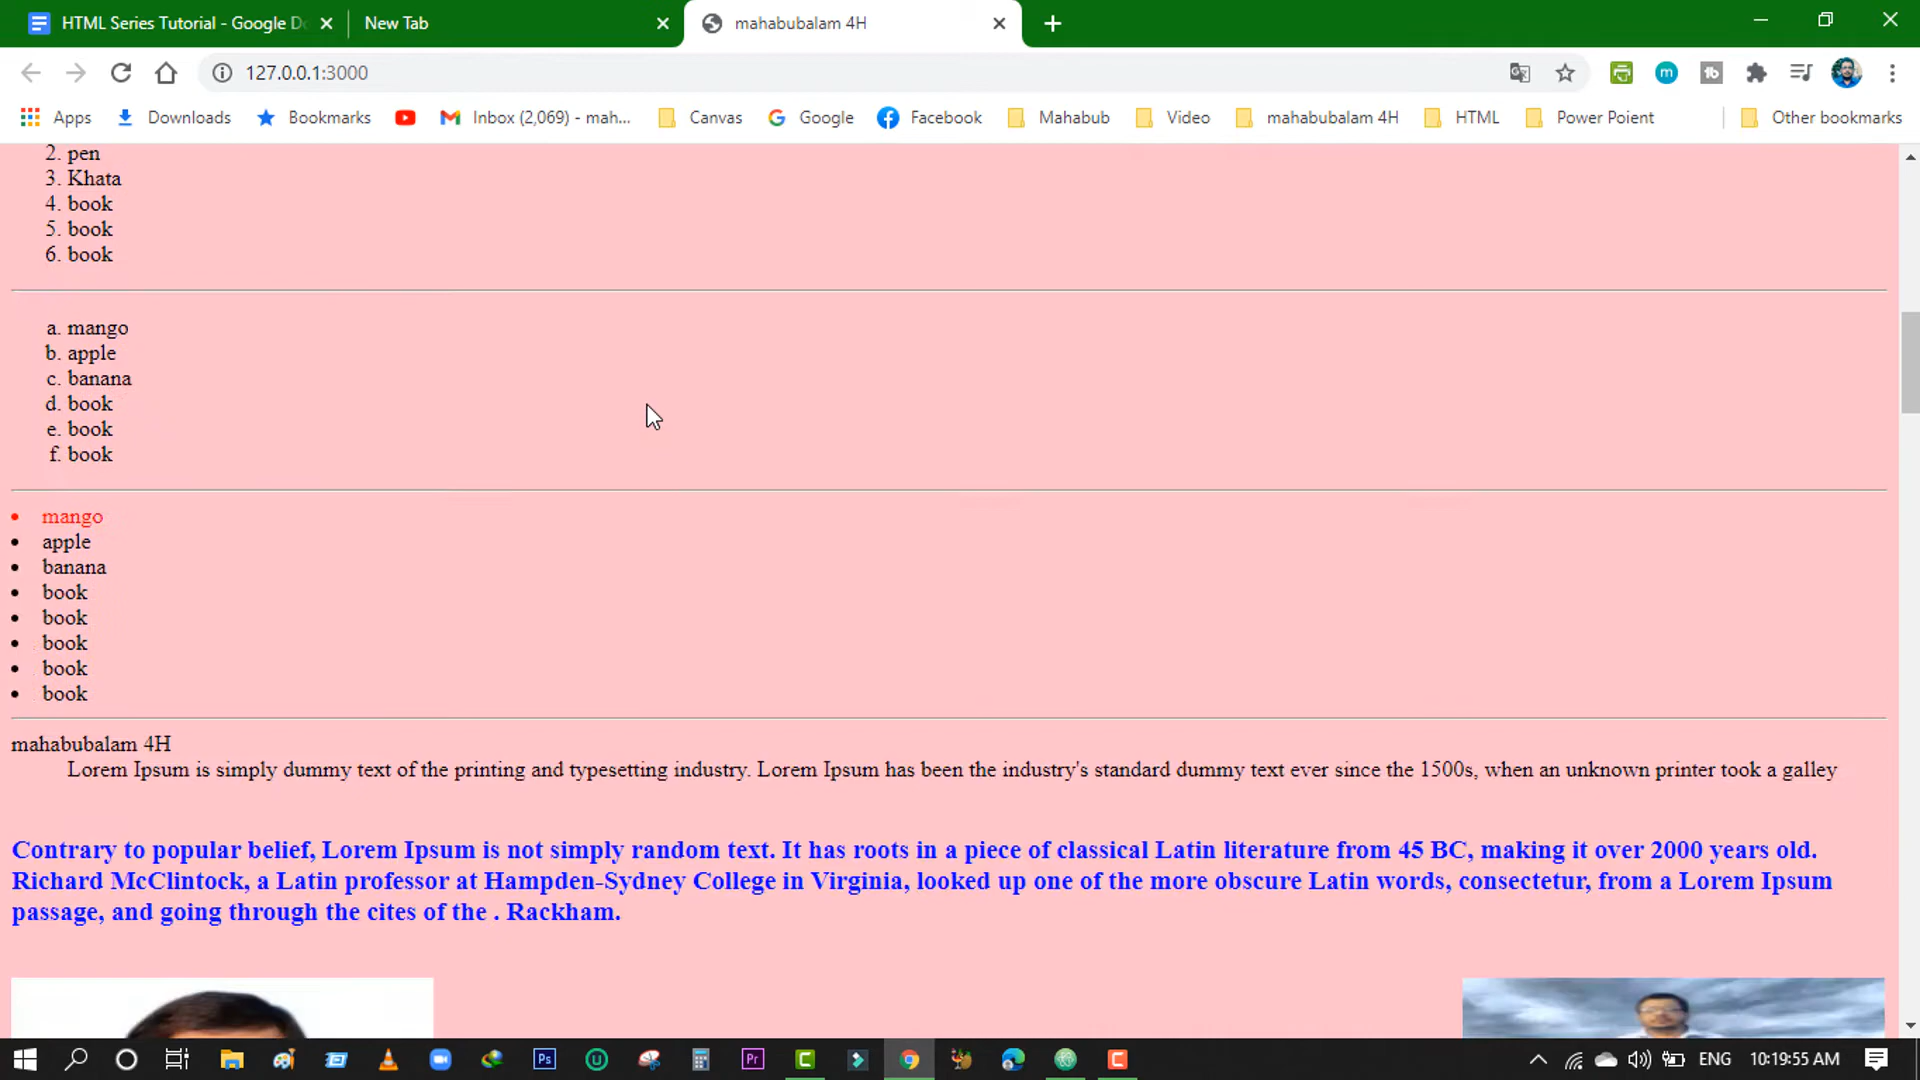 HTML Series Tutorial - Google Do
New Tab
mahabubalam 4H
127.0.0.1:3000
Apps
Downloads
Bookmarks
Inbox (2,069) - mah...
Canvas
Google
Facebook
Mahabub
Video
mahabubalam 4H
HTML
Power Poient
Other bookmarks
2. pen
3. Khata
4. book
5. book
6. book
a. mango
b. apple
c. banana
d. book
e. book
f. book
• mango
• apple
• banana
• book
• book
• book
• book
• book
mahabubalam 4H
Lorem Ipsum is simply dummy text of the printing and typesetting industry. Lorem Ipsum has been the industry's standard dummy text ever since the 1500s, when an unknown printer took a galley
Contrary to popular belief, Lorem Ipsum is not simply random text. It has roots in a piece of classical Latin literature from 45 BC, making it over 2000 years old.
Richard McClintock, a Latin professor at Hampden-Sydney College in Virginia, looked up one of the more obscure Latin words, consectetur, from a Lorem Ipsum
passage, and going through the cites of the . Rackham.
Ps
Pr
ENG
10:19:55 AM